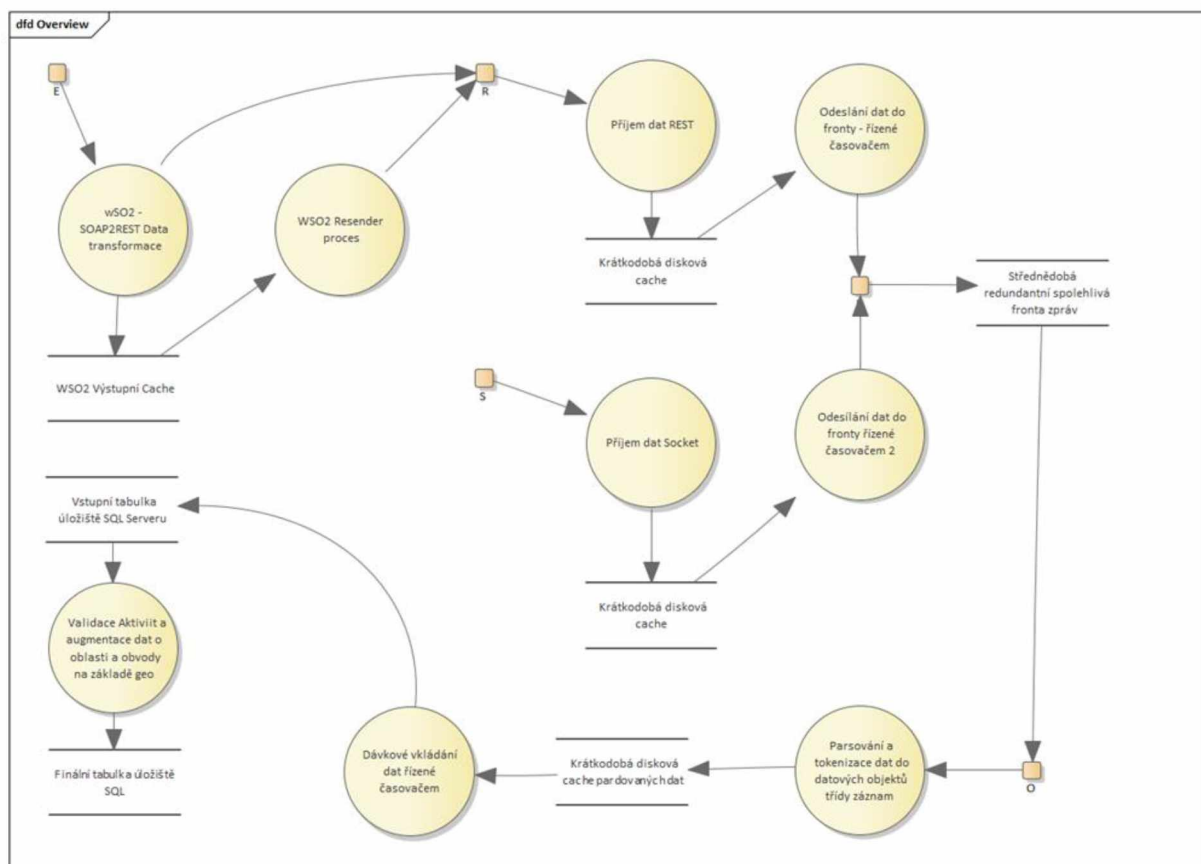 dfd Overview
E
R
Příjem dat REST
Odeslání dat do
fronty - řízené
časovačem
wSO2 -
SOAP2REST Data
transformace
WSO2 Resender
proces
Krátkodobá disková
cache
Střednědobá
redundantní spolehlivá
fronta zpráv
WSO2 Výstupní Cache
S
Příjem dat Socket
Odesílání dat do
fronty řízené
časovačem 2
Vstupní tabulka
úložiště SQL Serveru
Krátkodobá disková
cache
Validace Aktiviit a
augmentace dat o
oblasti a obvody
na základě geo
Finální tabulka úložiště
SQL
Dávkové vkládání
dat řízené
časovačem
Krátkodobá disková
cache pardovaných dat
Parsování a
tokenizace dat do
datových objektů
třídy záznam
O